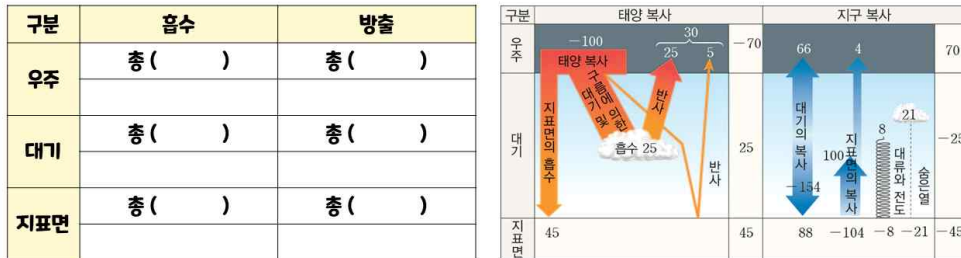 구분 흡수 방출
우주 총 ( ) 총 ( )
대기 총 ( ) 총 ( )
지표면 총 ( ) 총 ( )
구분 태양 복사 지구 복사
우주 -100 30 -70 66 4 70
25 5
태양 복사
구름에 의한
대기 및
반사
지표면의 흡수
흡수 25
반사
대기 25 -25
대기의 복사
-154
100
지표면의 복사
8
대류와 전도
21
숨은열
지표면 45 45 88 -104 -8 -21 -45